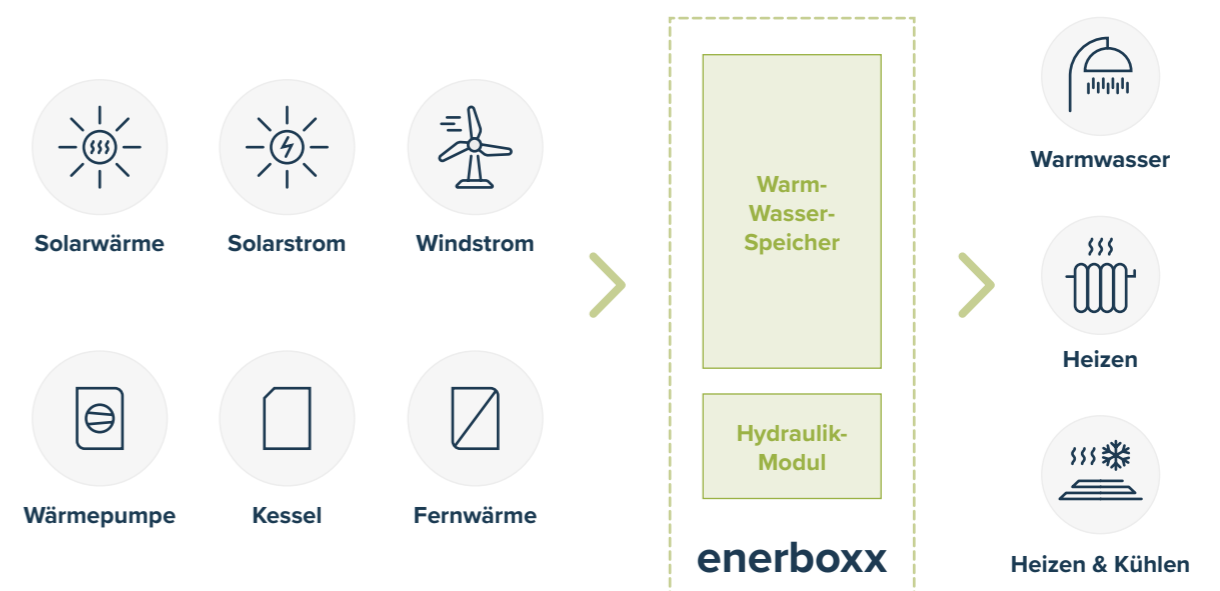 Solarwärme
Solarstrom
Windstrom
Wärmepumpe
Kessel
Fernwärme
Warm-
Wasser-
Speicher
Hydraulik-
Modul
enerboxx
Warmwasser
Heizen
Heizen & Kühlen